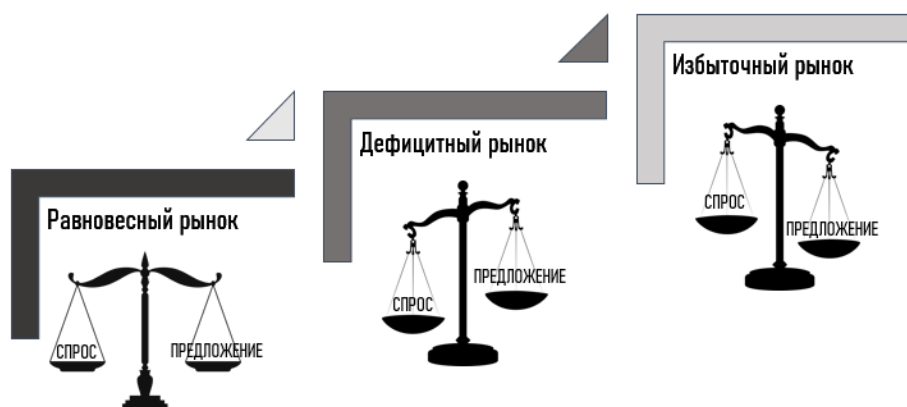 Равновесный рынок
СПРОС
ПРЕДЛОЖЕНИЕ
Дефицитный рынок
СПРОС
ПРЕДЛОЖЕНИЕ
Избыточный рынок
СПРОС
ПРЕДЛОЖЕНИЕ